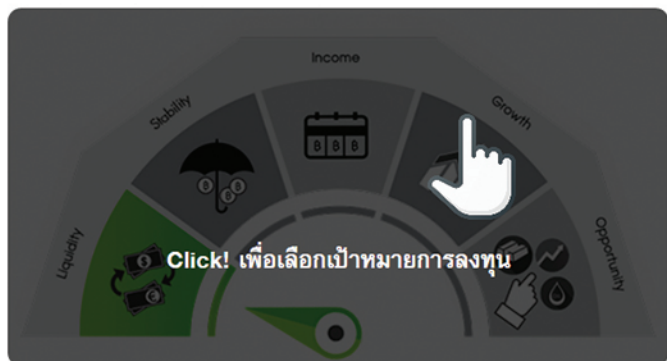 Income
Stability
Growth
Liquidity
Opportunity
฿ ฿ ฿
฿ ฿
฿
$
€
Click! เพื่อเลือกเป้าหมายการลงทุน